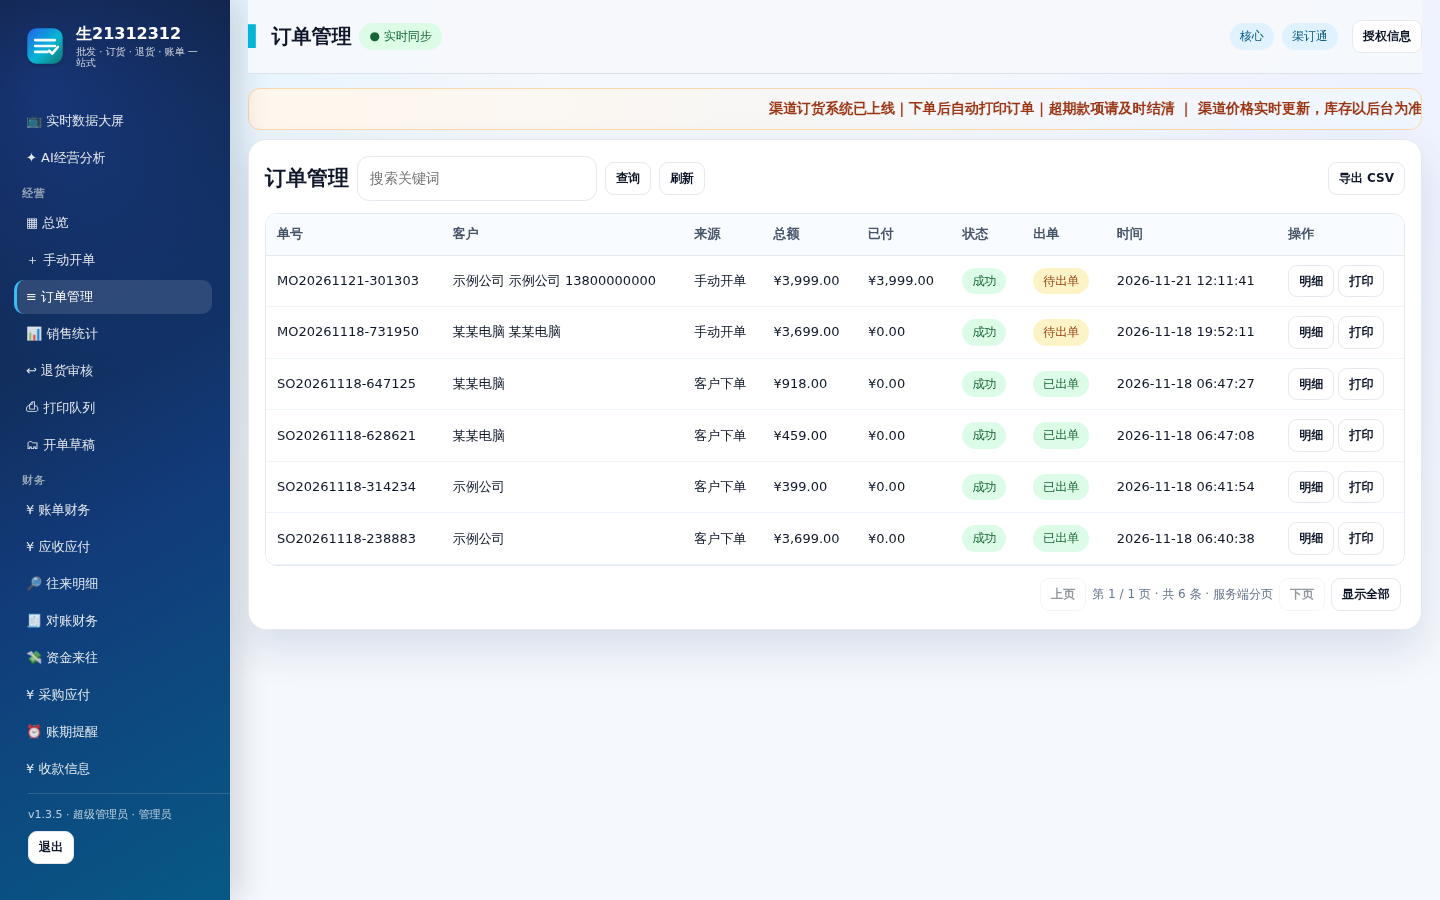 生21312312
批发 · 订货 · 退货 · 账单 一
站式
📺 实时数据大屏
✦ AI经营分析
经营
▦ 总览
+ 手动开单
≡ 订单管理
📊 销售统计
↩ 退货审核
⎙ 打印队列
🗂 开单草稿
财务
¥ 账单财务
¥ 应收应付
🔎 往来明细
🧾 对账财务
💸 资金来往
¥ 采购应付
⏰ 账期提醒
¥ 收款信息
v1.3.5 · 超级管理员 · 管理员
退出
订单管理 ● 实时同步 核心 渠订通 授权信息
渠道订货系统已上线 | 下单后自动打印订单 | 超期款项请及时结清 | 渠道价格实时更新，库存以后台为准
订单管理 搜索关键词 查询 刷新 导出 CSV
单号 客户 来源 总额 已付 状态 出单 时间 操作
MO20261121-301303 示例公司 示例公司 13800000000 手动开单 ¥3,999.00 ¥3,999.00 成功 待出单 2026-11-21 12:11:41 明细 打印
MO20261118-731950 某某电脑 某某电脑 手动开单 ¥3,699.00 ¥0.00 成功 待出单 2026-11-18 19:52:11 明细 打印
SO20261118-647125 某某电脑 客户下单 ¥918.00 ¥0.00 成功 已出单 2026-11-18 06:47:27 明细 打印
SO20261118-628621 某某电脑 客户下单 ¥459.00 ¥0.00 成功 已出单 2026-11-18 06:47:08 明细 打印
SO20261118-314234 示例公司 客户下单 ¥399.00 ¥0.00 成功 已出单 2026-11-18 06:41:54 明细 打印
SO20261118-238883 示例公司 客户下单 ¥3,699.00 ¥0.00 成功 已出单 2026-11-18 06:40:38 明细 打印
上页 第 1 / 1 页 · 共 6 条 · 服务端分页 下页 显示全部